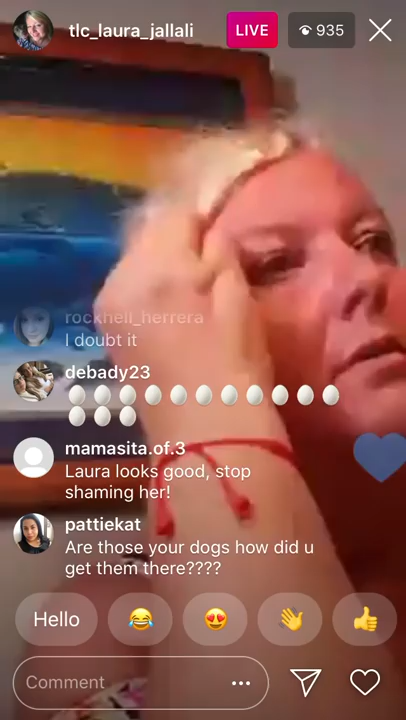 tlc_laura_jallali LIVE 935
rockhell_herrera
I doubt it
debady23
🥚🥚🥚🥚🥚🥚🥚🥚🥚🥚🥚
🥚🥚🥚
mamasita.of.3
Laura looks good, stop
shaming her!
pattiekat
Are those your dogs how did u
get them there????
Hello 😂 😍 👋 👍
Comment